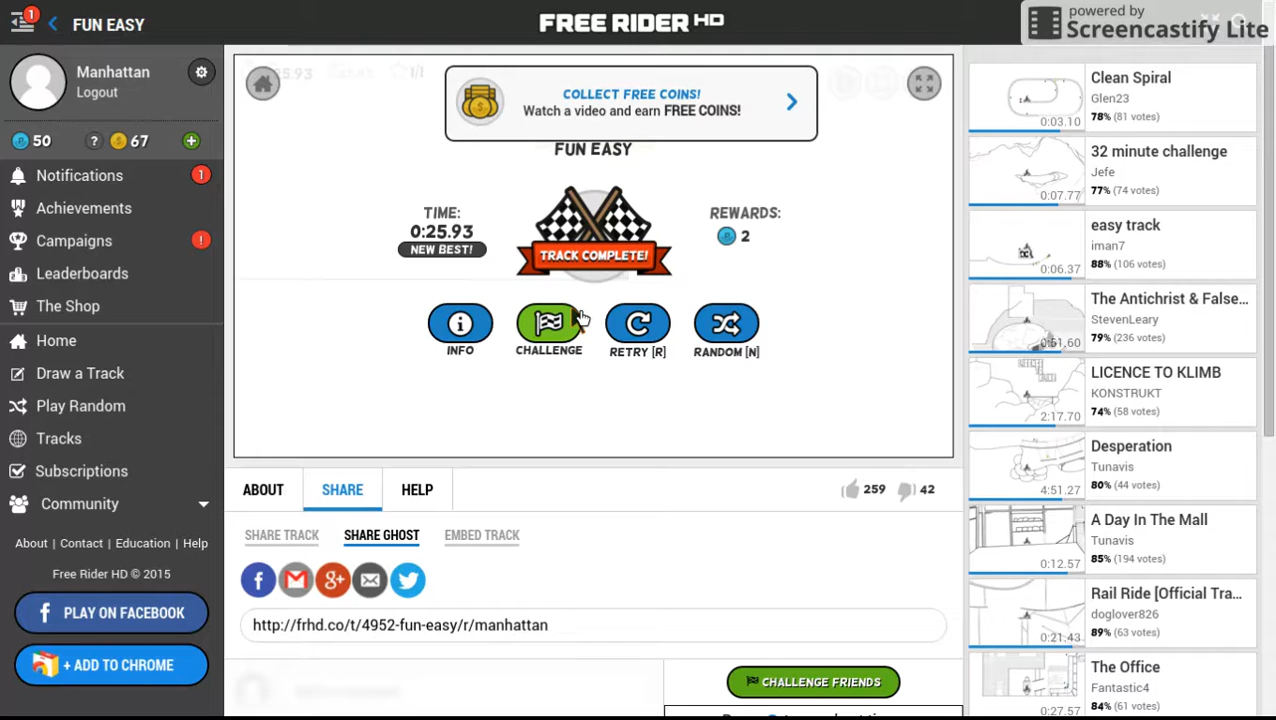 1
FUN EASY
FREE RIDER HD
powered by
Screencastify Lite
Manhattan
Logout
50
?
67
Notifications
1
Achievements
Campaigns
!
Leaderboards
The Shop
Home
Draw a Track
Play Random
Tracks
Subscriptions
Community
About | Contact | Education | Help
Free Rider HD © 2015
f PLAY ON FACEBOOK
+ ADD TO CHROME
COLLECT FREE COINS!
Watch a video and earn FREE COINS!
FUN EASY
TIME:
0:25.93
NEW BEST!
TRACK COMPLETE!
REWARDS:
2
INFO
CHALLENGE
RETRY [R]
RANDOM [N]
ABOUT
SHARE
HELP
259
42
SHARE TRACK
SHARE GHOST
EMBED TRACK
http://frhd.co/t/4952-fun-easy/r/manhattan
CHALLENGE FRIENDS
Clean Spiral
Glen23
0:03.10
78% (81 votes)
32 minute challenge
Jefe
0:07.77
77% (74 votes)
easy track
iman7
0:06.37
88% (106 votes)
The Antichrist & False...
StevenLeary
0:51.60
79% (236 votes)
LICENCE TO KLIMB
KONSTRUKT
2:17.70
74% (58 votes)
Desperation
Tunavis
4:51.27
80% (44 votes)
A Day In The Mall
Tunavis
0:12.57
85% (194 votes)
Rail Ride [Official Tra...
doglover826
0:21.43
89% (63 votes)
The Office
Fantastic4
0:27.57
84% (61 votes)